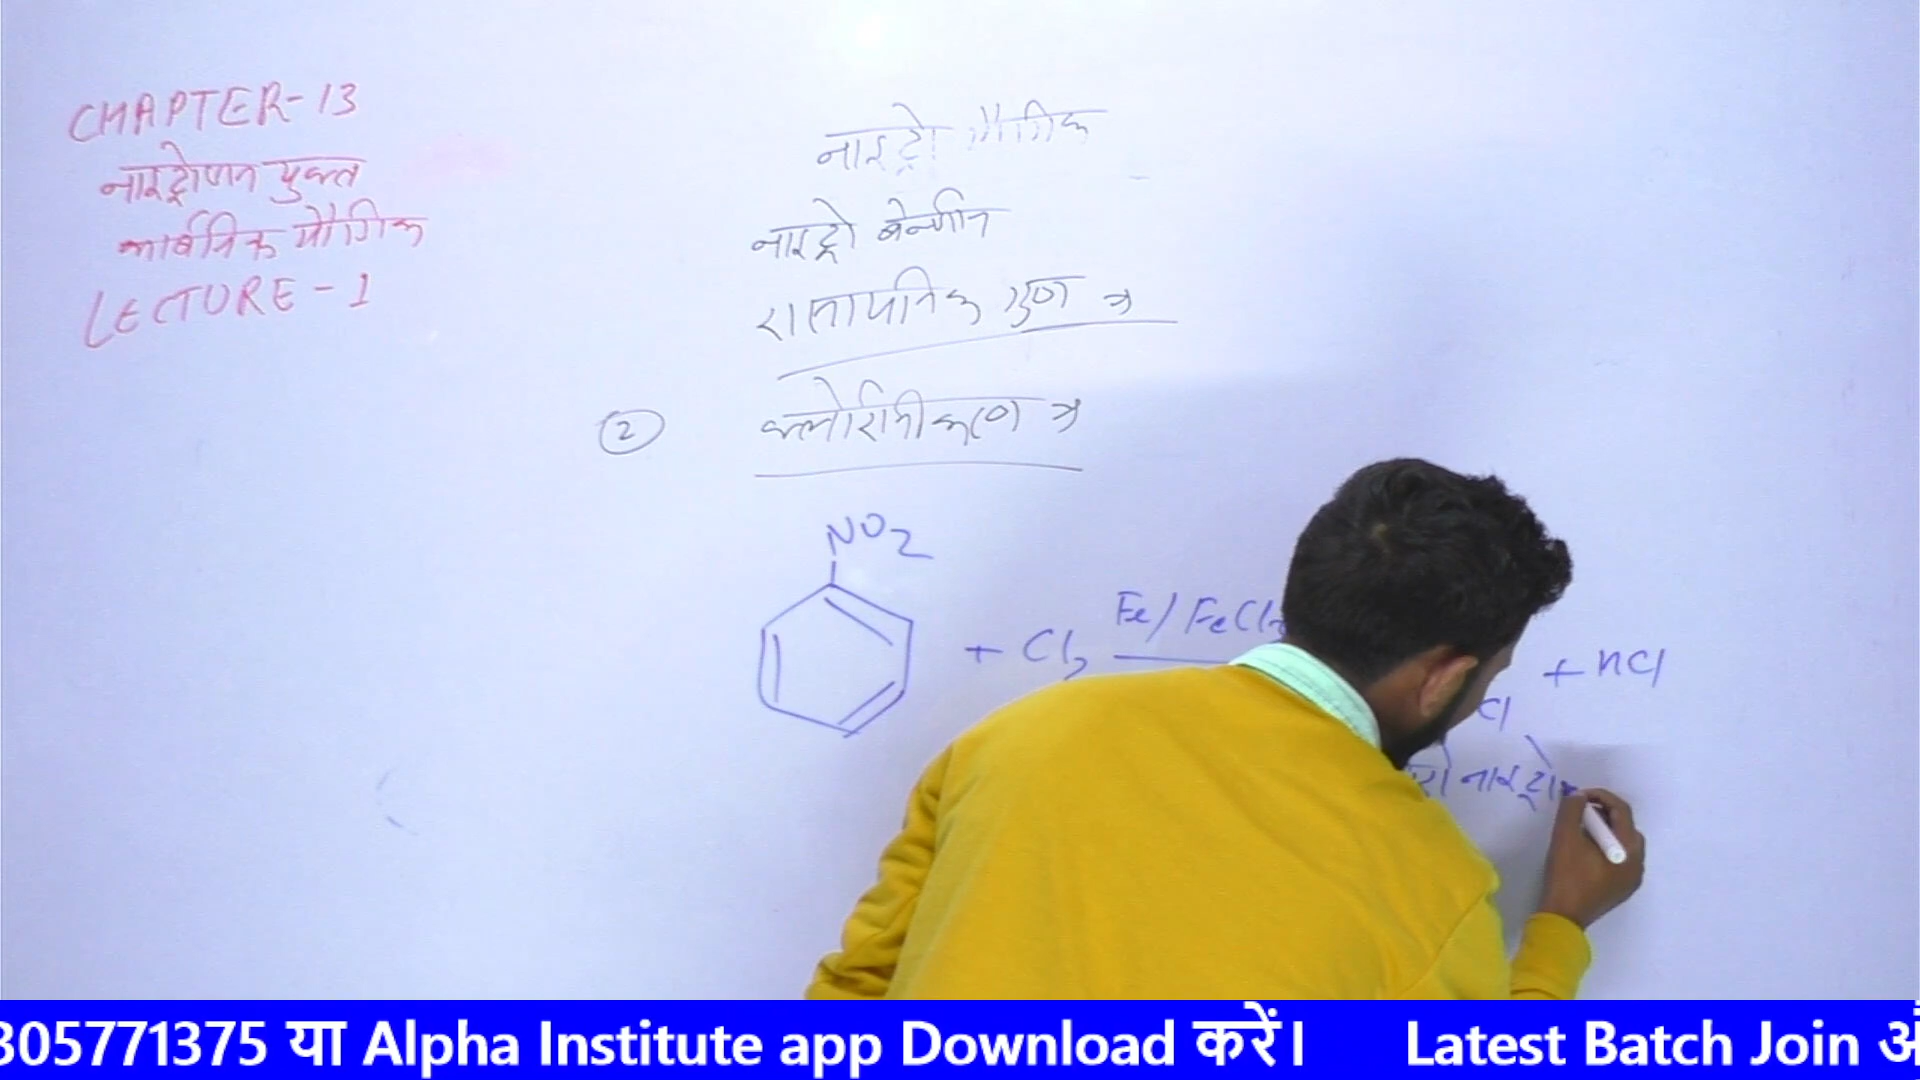 CHAPTER-13
नाइट्रोजन युक्त
कार्बनिक यौगिक
LECTURE-1
नाइट्रो यौगिक
नाइट्रो बेन्जीन
रासायनिक गुण →
② क्लोरीनीकरण →
NO2
+ Cl2 Fe/FeCl3 + HCl
Cl
नाइट्रो
305771375 या Alpha Institute app Download करें। Latest Batch Join